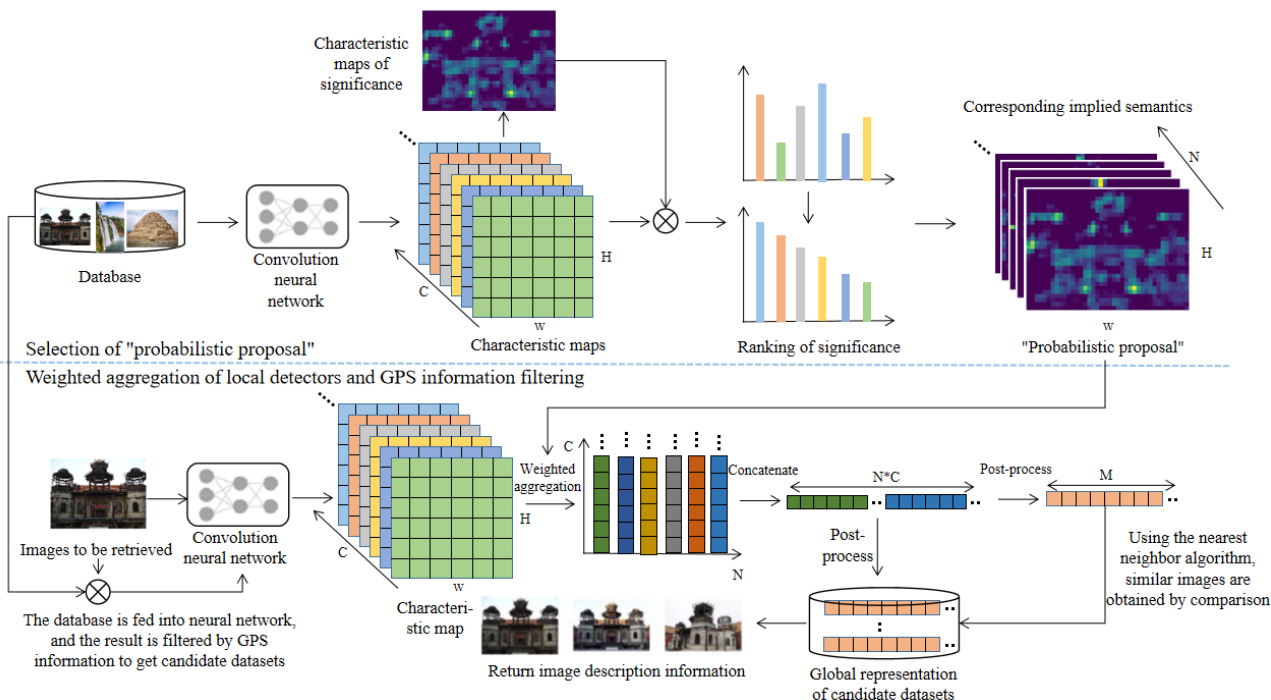 Characteristic
maps of
significance
Corresponding implied semantics
N
H
Database
Convolution
neural
network
C
H
W
Characteristic maps
Ranking of significance
W
"Probabilistic proposal"
Selection of "probabilistic proposal"
Weighted aggregation of local detectors and GPS information filtering
Images to be retrieved
Convolution
neural network
The database is fed into neural network,
and the result is filtered by GPS
information to get candidate datasets
C
H
W
Characteri-
stic map
Weighted
aggregation
C
N
Concatenate
N*C
Post-process
M
Post-
process
Using the nearest
neighbor algorithm,
similar images are
obtained by comparison
Return image description information
Global representation
of candidate datasets